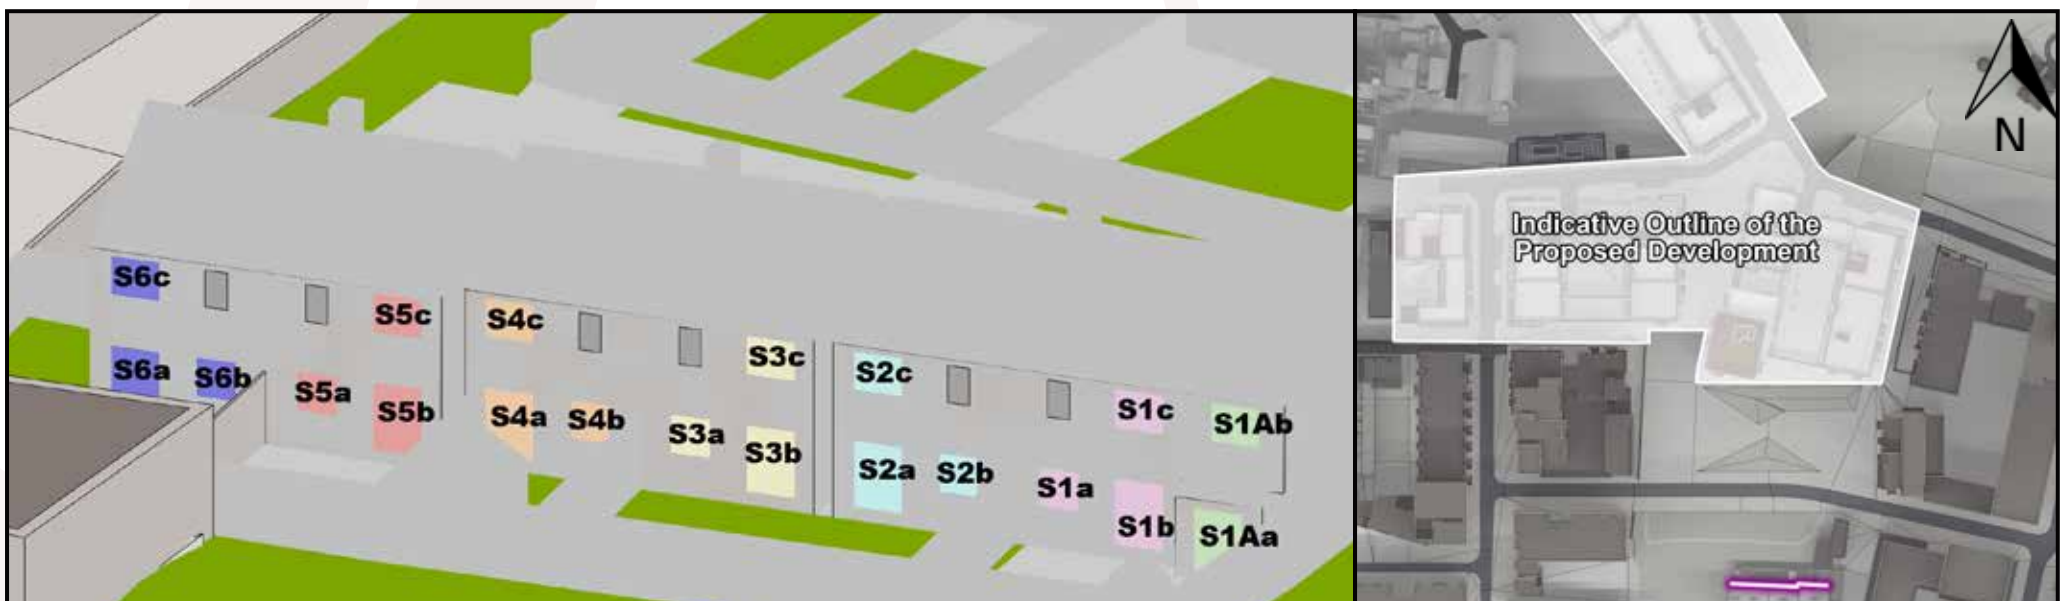 S6c
S5c
S4c
S3c
S2c
S1c
S1Ab
S6a
S6b
S5a
S5b
S4a
S4b
S3a
S3b
S2a
S2b
S1a
S1b
S1Aa
Indicative Outline of the
Proposed Development
N